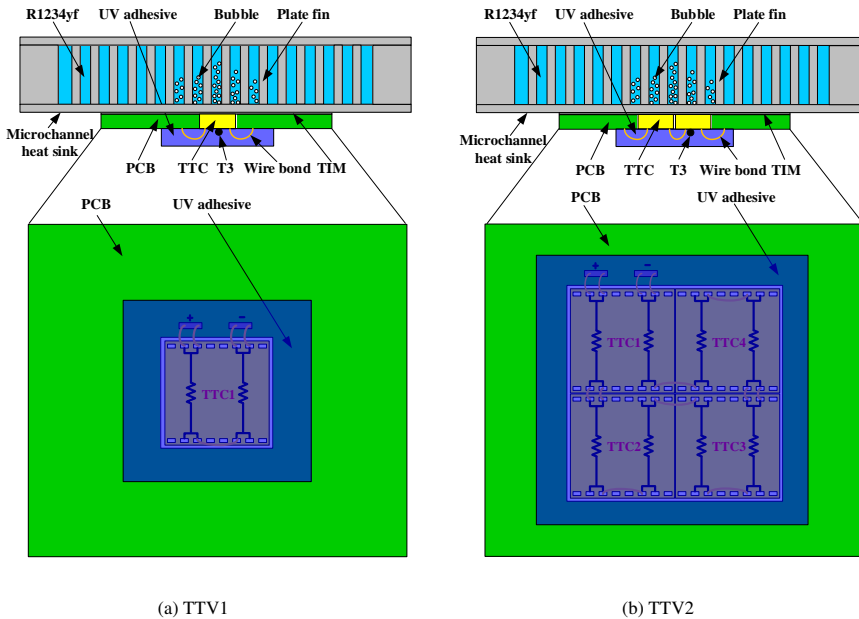 R1234yf
UV adhesive
Bubble
Plate fin
Microchannel
heat sink
PCB
TTC
T3
Wire bond
TIM
PCB
UV adhesive
+
−
TTC1
(a) TTV1
R1234yf
UV adhesive
Bubble
Plate fin
Microchannel
heat sink
PCB
TTC
T3
Wire bond
TIM
PCB
UV adhesive
+
−
TTC1
TTC4
TTC2
TTC3
(b) TTV2